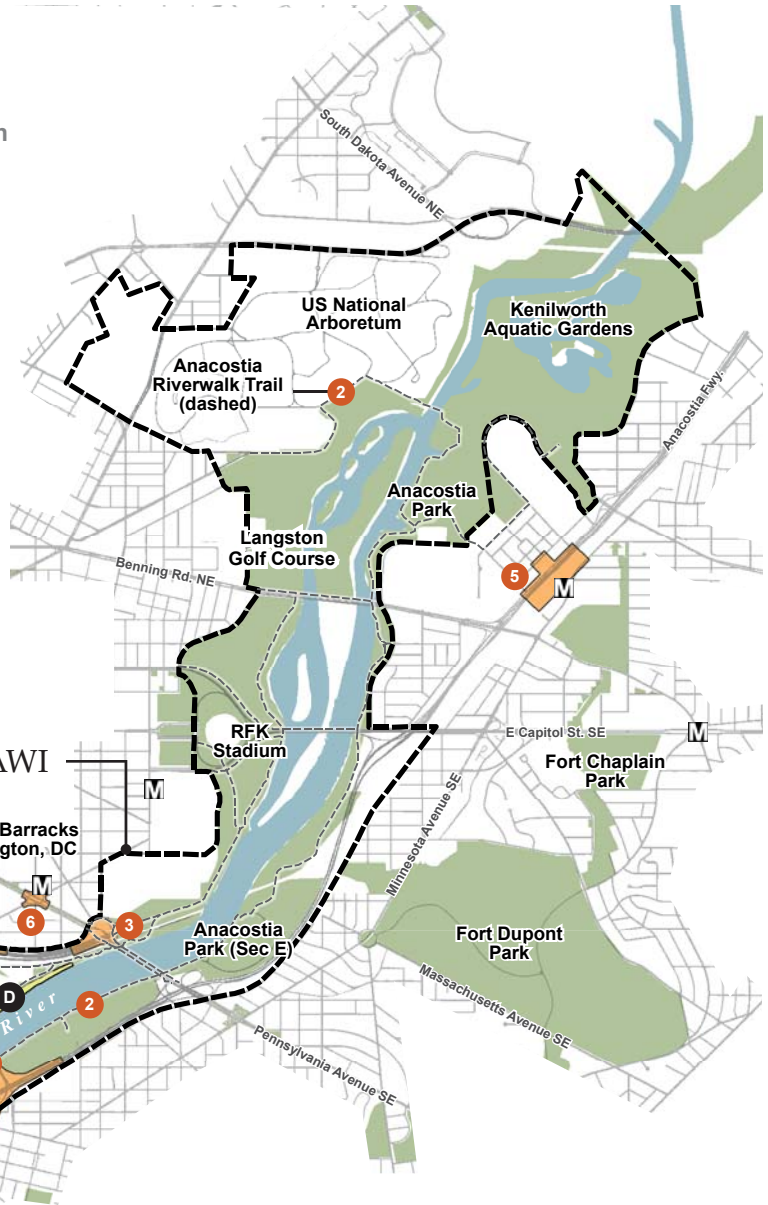 n
South Dakota Avenue NE
US National
Arboretum
Kenilworth
Aquatic Gardens
Anacostia
Riverwalk Trail
(dashed)
2
Anacostia Fwy.
Anacostia
Park
Langston
Golf Course
Benning Rd. NE
5
M
RFK
Stadium
E Capitol St. SE
M
Fort Chaplain
Park
AWI
M
Minnesota Avenue SE
Barracks
gton, DC
M
6
3
Anacostia
Park (Sec E)
Fort Dupont
Park
Massachusetts Avenue SE
D
River
2
Pennsylvania Avenue SE